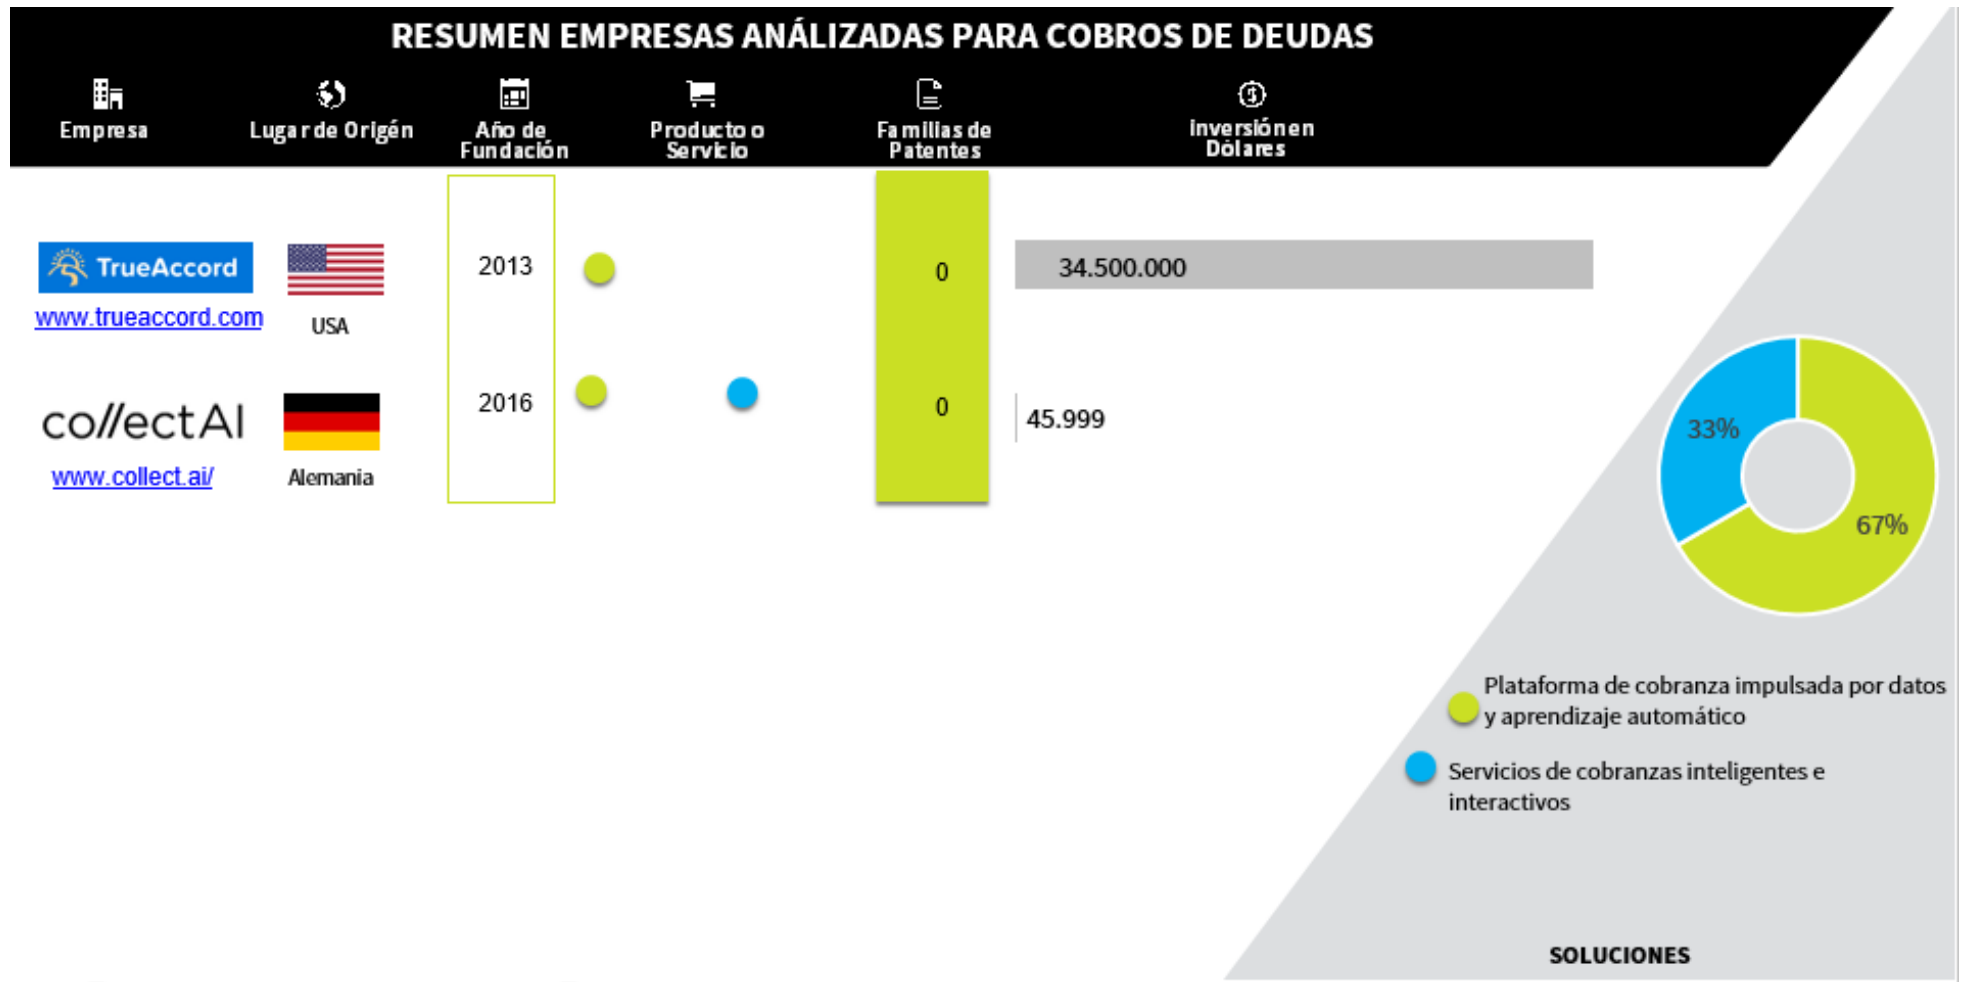 RESUMEN EMPRESAS ANÁLIZADAS PARA COBROS DE DEUDAS
Empresa
Lugar de Origén
Año de
Fundación
Producto o
Servicio
Familias de
Patentes
Inversión en
Dólares
TrueAccord
www.trueaccord.com
USA
2013
0
34.500.000
collectAI
www.collect.ai/
Alemania
2016
0
45.999
33%
67%
Plataforma de cobranza impulsada por datos
y aprendizaje automático
Servicios de cobranzas inteligentes e
interactivos
SOLUCIONES